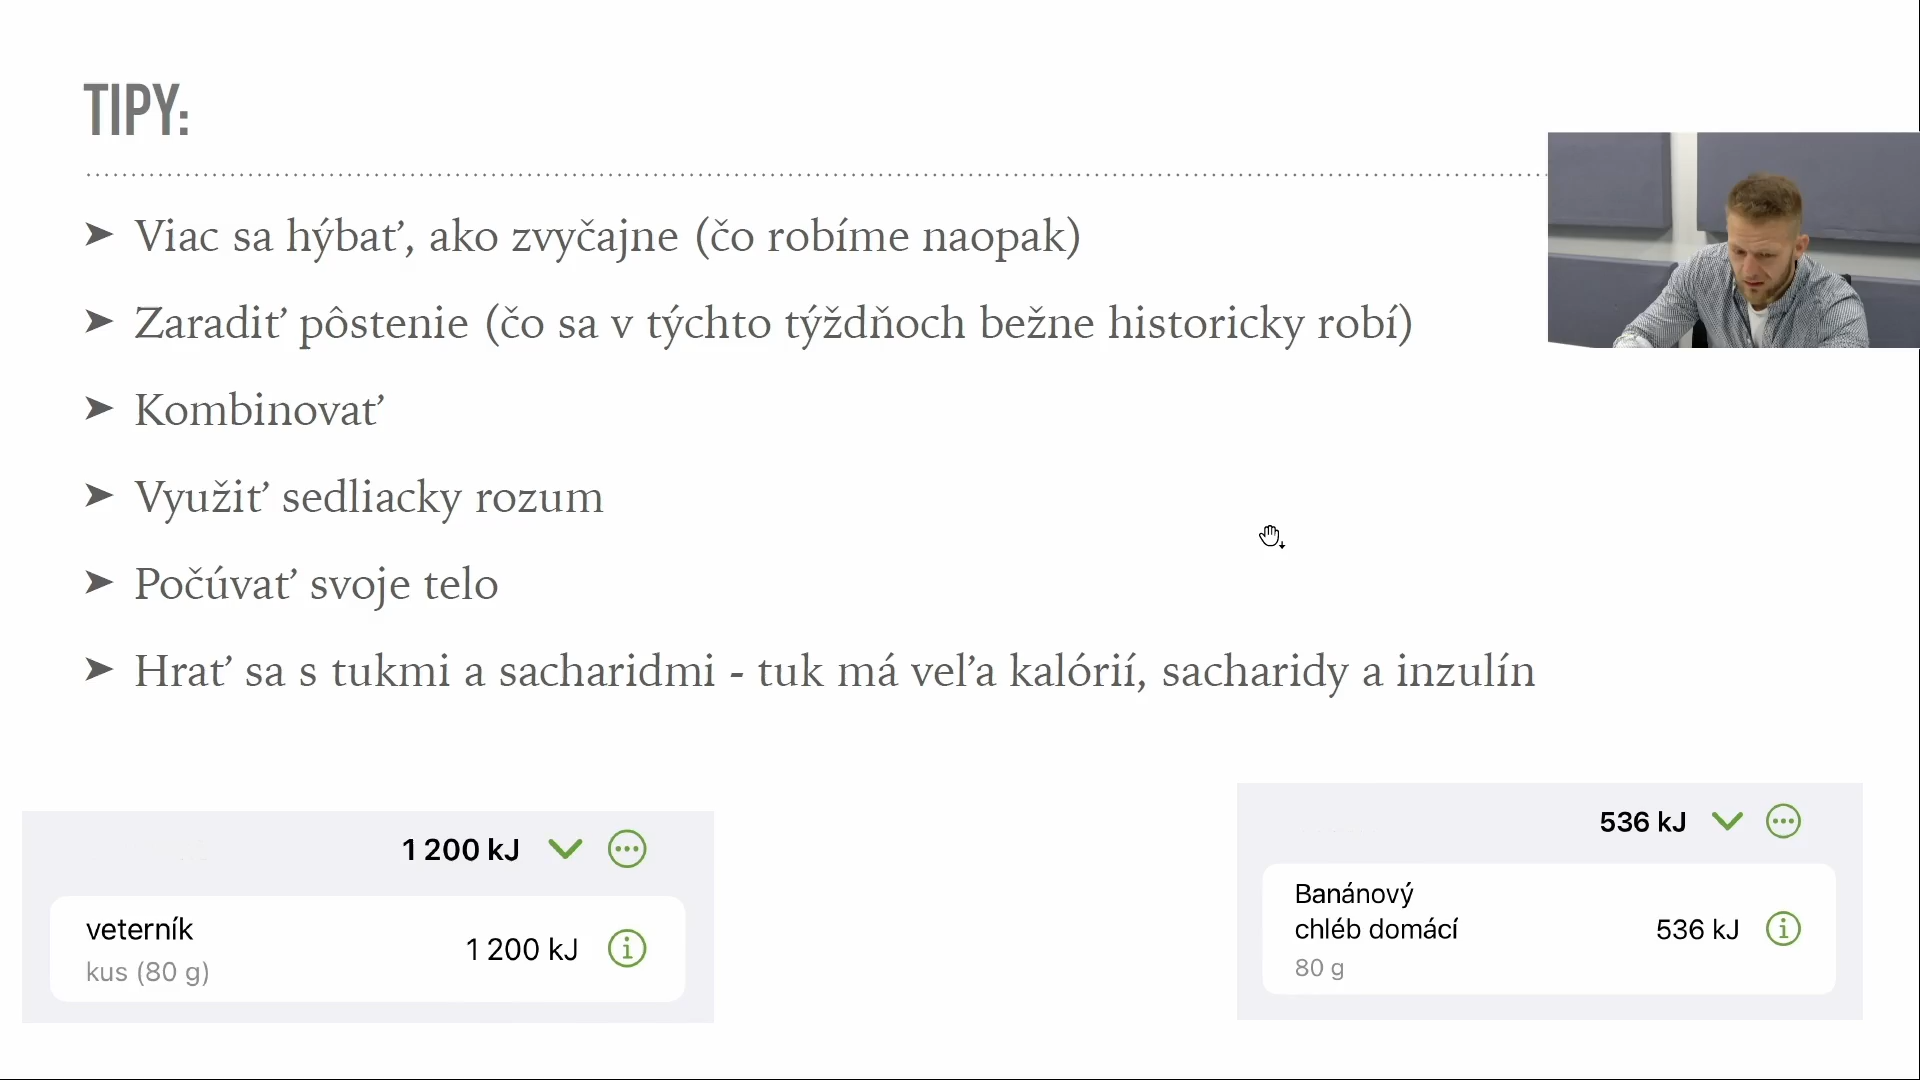 TIPY:
➤ Viac sa hýbať, ako zvyčajne (čo robíme naopak)
➤ Zaradiť pôstenie (čo sa v týchto týždňoch bežne historicky robí)
➤ Kombinovať
➤ Využiť sedliacky rozum
➤ Počúvať svoje telo
➤ Hrať sa s tukmi a sacharidmi - tuk má veľa kalórií, sacharidy a inzulín
1 200 kJ
veterník
1 200 kJ
kus (80 g)
536 kJ
Banánový
chléb domácí
536 kJ
80 g